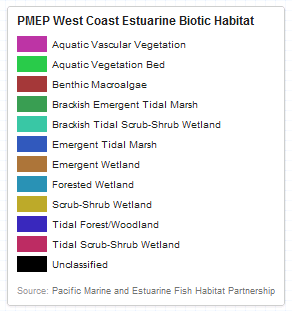 PMEP West Coast Estuarine Biotic Habitat
Aquatic Vascular Vegetation
Aquatic Vegetation Bed
Benthic Macroalgae
Brackish Emergent Tidal Marsh
Brackish Tidal Scrub-Shrub Wetland
Emergent Tidal Marsh
Emergent Wetland
Forested Wetland
Scrub-Shrub Wetland
Tidal Forest/Woodland
Tidal Scrub-Shrub Wetland
Unclassified
Source: Pacific Marine and Estuarine Fish Habitat Partnership